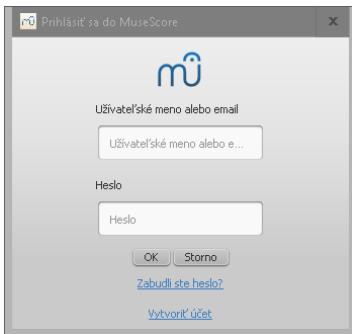 Prihlásiť sa do MuseScore
Užívateľské meno alebo email
Užívateľské meno alebo e...
Heslo
Heslo
OK Storno
Zabudli ste heslo?
Vytvoriť účet